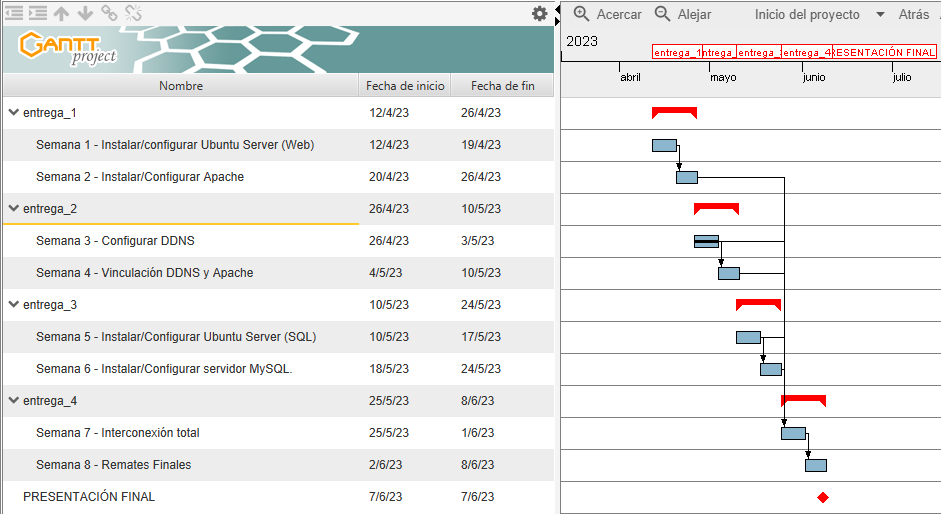 Acercar Alejar Inicio del proyecto Atrás
GANTT project
2023
entrega_1 entrega_ entrega_ entrega_4 PRESENTACIÓN FINAL
abril mayo junio julio
Nombre Fecha de inicio Fecha de fin
entrega_1 12/4/23 26/4/23
Semana 1 - Instalar/configurar Ubuntu Server (Web) 12/4/23 19/4/23
Semana 2 - Instalar/Configurar Apache 20/4/23 26/4/23
entrega_2 26/4/23 10/5/23
Semana 3 - Configurar DDNS 26/4/23 3/5/23
Semana 4 - Vinculación DDNS y Apache 4/5/23 10/5/23
entrega_3 10/5/23 24/5/23
Semana 5 - Instalar/Configurar Ubuntu Server (SQL) 10/5/23 17/5/23
Semana 6 - Instalar/Configurar servidor MySQL. 18/5/23 24/5/23
entrega_4 25/5/23 8/6/23
Semana 7 - Interconexión total 25/5/23 1/6/23
Semana 8 - Remates Finales 2/6/23 8/6/23
PRESENTACIÓN FINAL 7/6/23 7/6/23